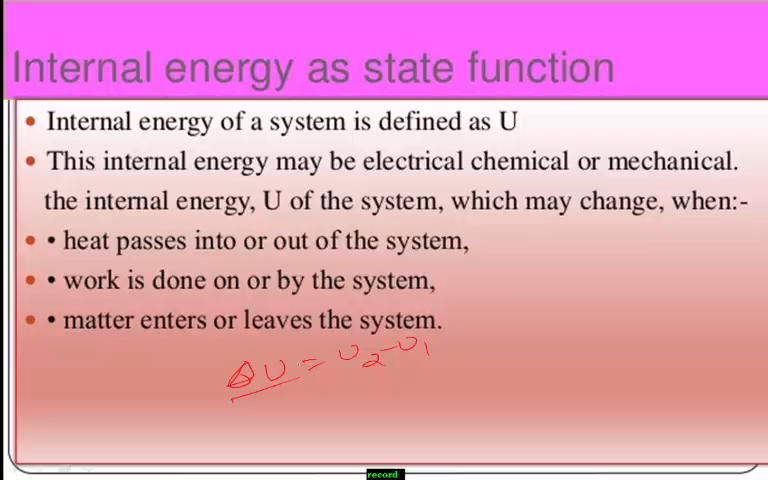 Internal energy as state function
• Internal energy of a system is defined as U
• This internal energy may be electrical chemical or mechanical.
the internal energy, U of the system, which may change, when:-
• • heat passes into or out of the system,
• • work is done on or by the system,
• • matter enters or leaves the system.
ΔU = U₂-U₁
record